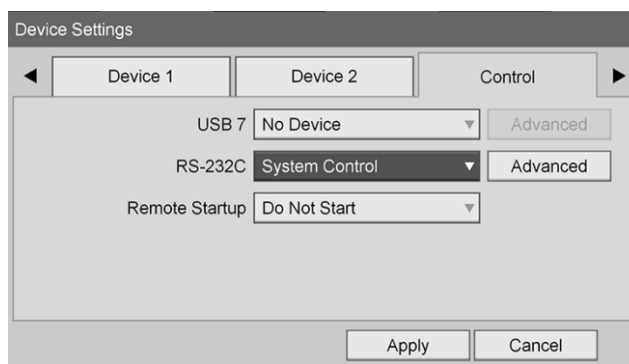 Device Settings
Device 1 Device 2 Control
USB 7 No Device Advanced
RS-232C System Control Advanced
Remote Startup Do Not Start
Apply Cancel